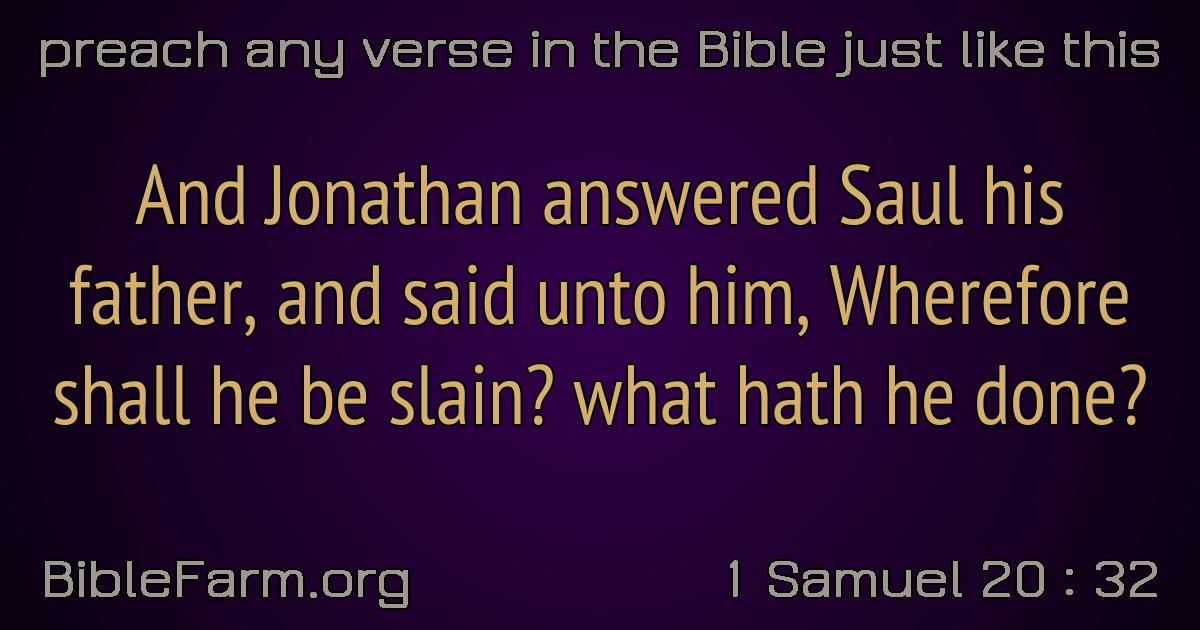 preach any verse in the Bible just like this
And Jonathan answered Saul his
father, and said unto him, Wherefore
shall he be slain? what hath he done?
BibleFarm.org
1 Samuel 20 : 32